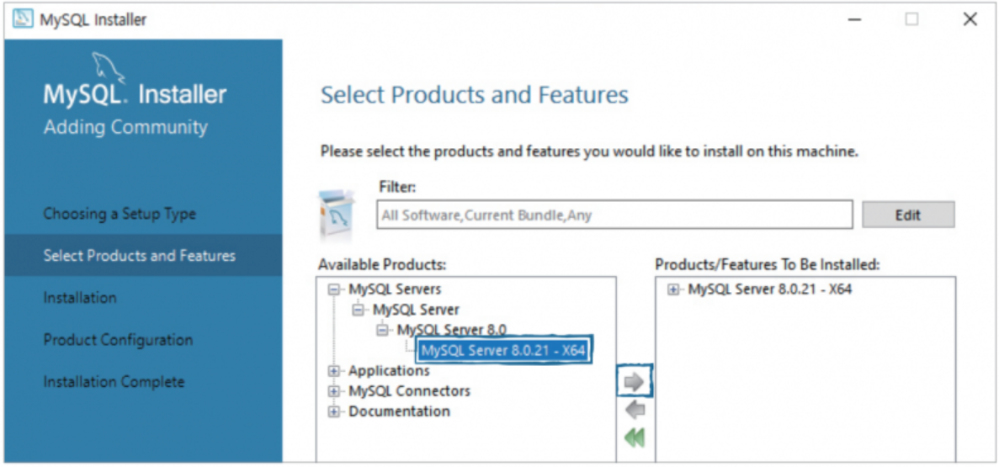 MySQL Installer
MySQL. Installer
Adding Community
Choosing a Setup Type
Select Products and Features
Installation
Product Configuration
Installation Complete
Select Products and Features
Please select the products and features you would like to install on this machine.
Filter:
All Software,Current Bundle,Any
Edit
Available Products:
MySQL Servers
MySQL Server
MySQL Server 8.0
MySQL Server 8.0.21 - X64
Applications
MySQL Connectors
Documentation
Products/Features To Be Installed:
MySQL Server 8.0.21 - X64